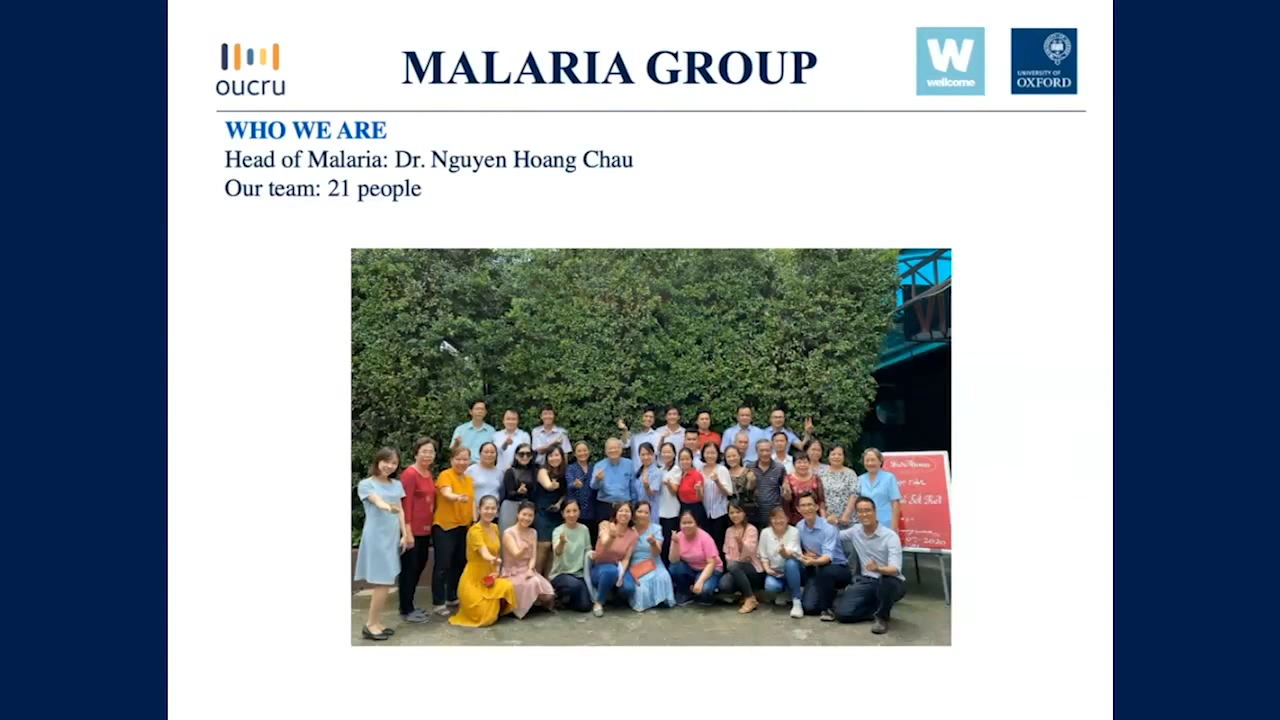 oucru
MALARIA GROUP
W
wellcome
UNIVERSITY OF
OXFORD
WHO WE ARE
Head of Malaria: Dr. Nguyen Hoang Chau
Our team: 21 people